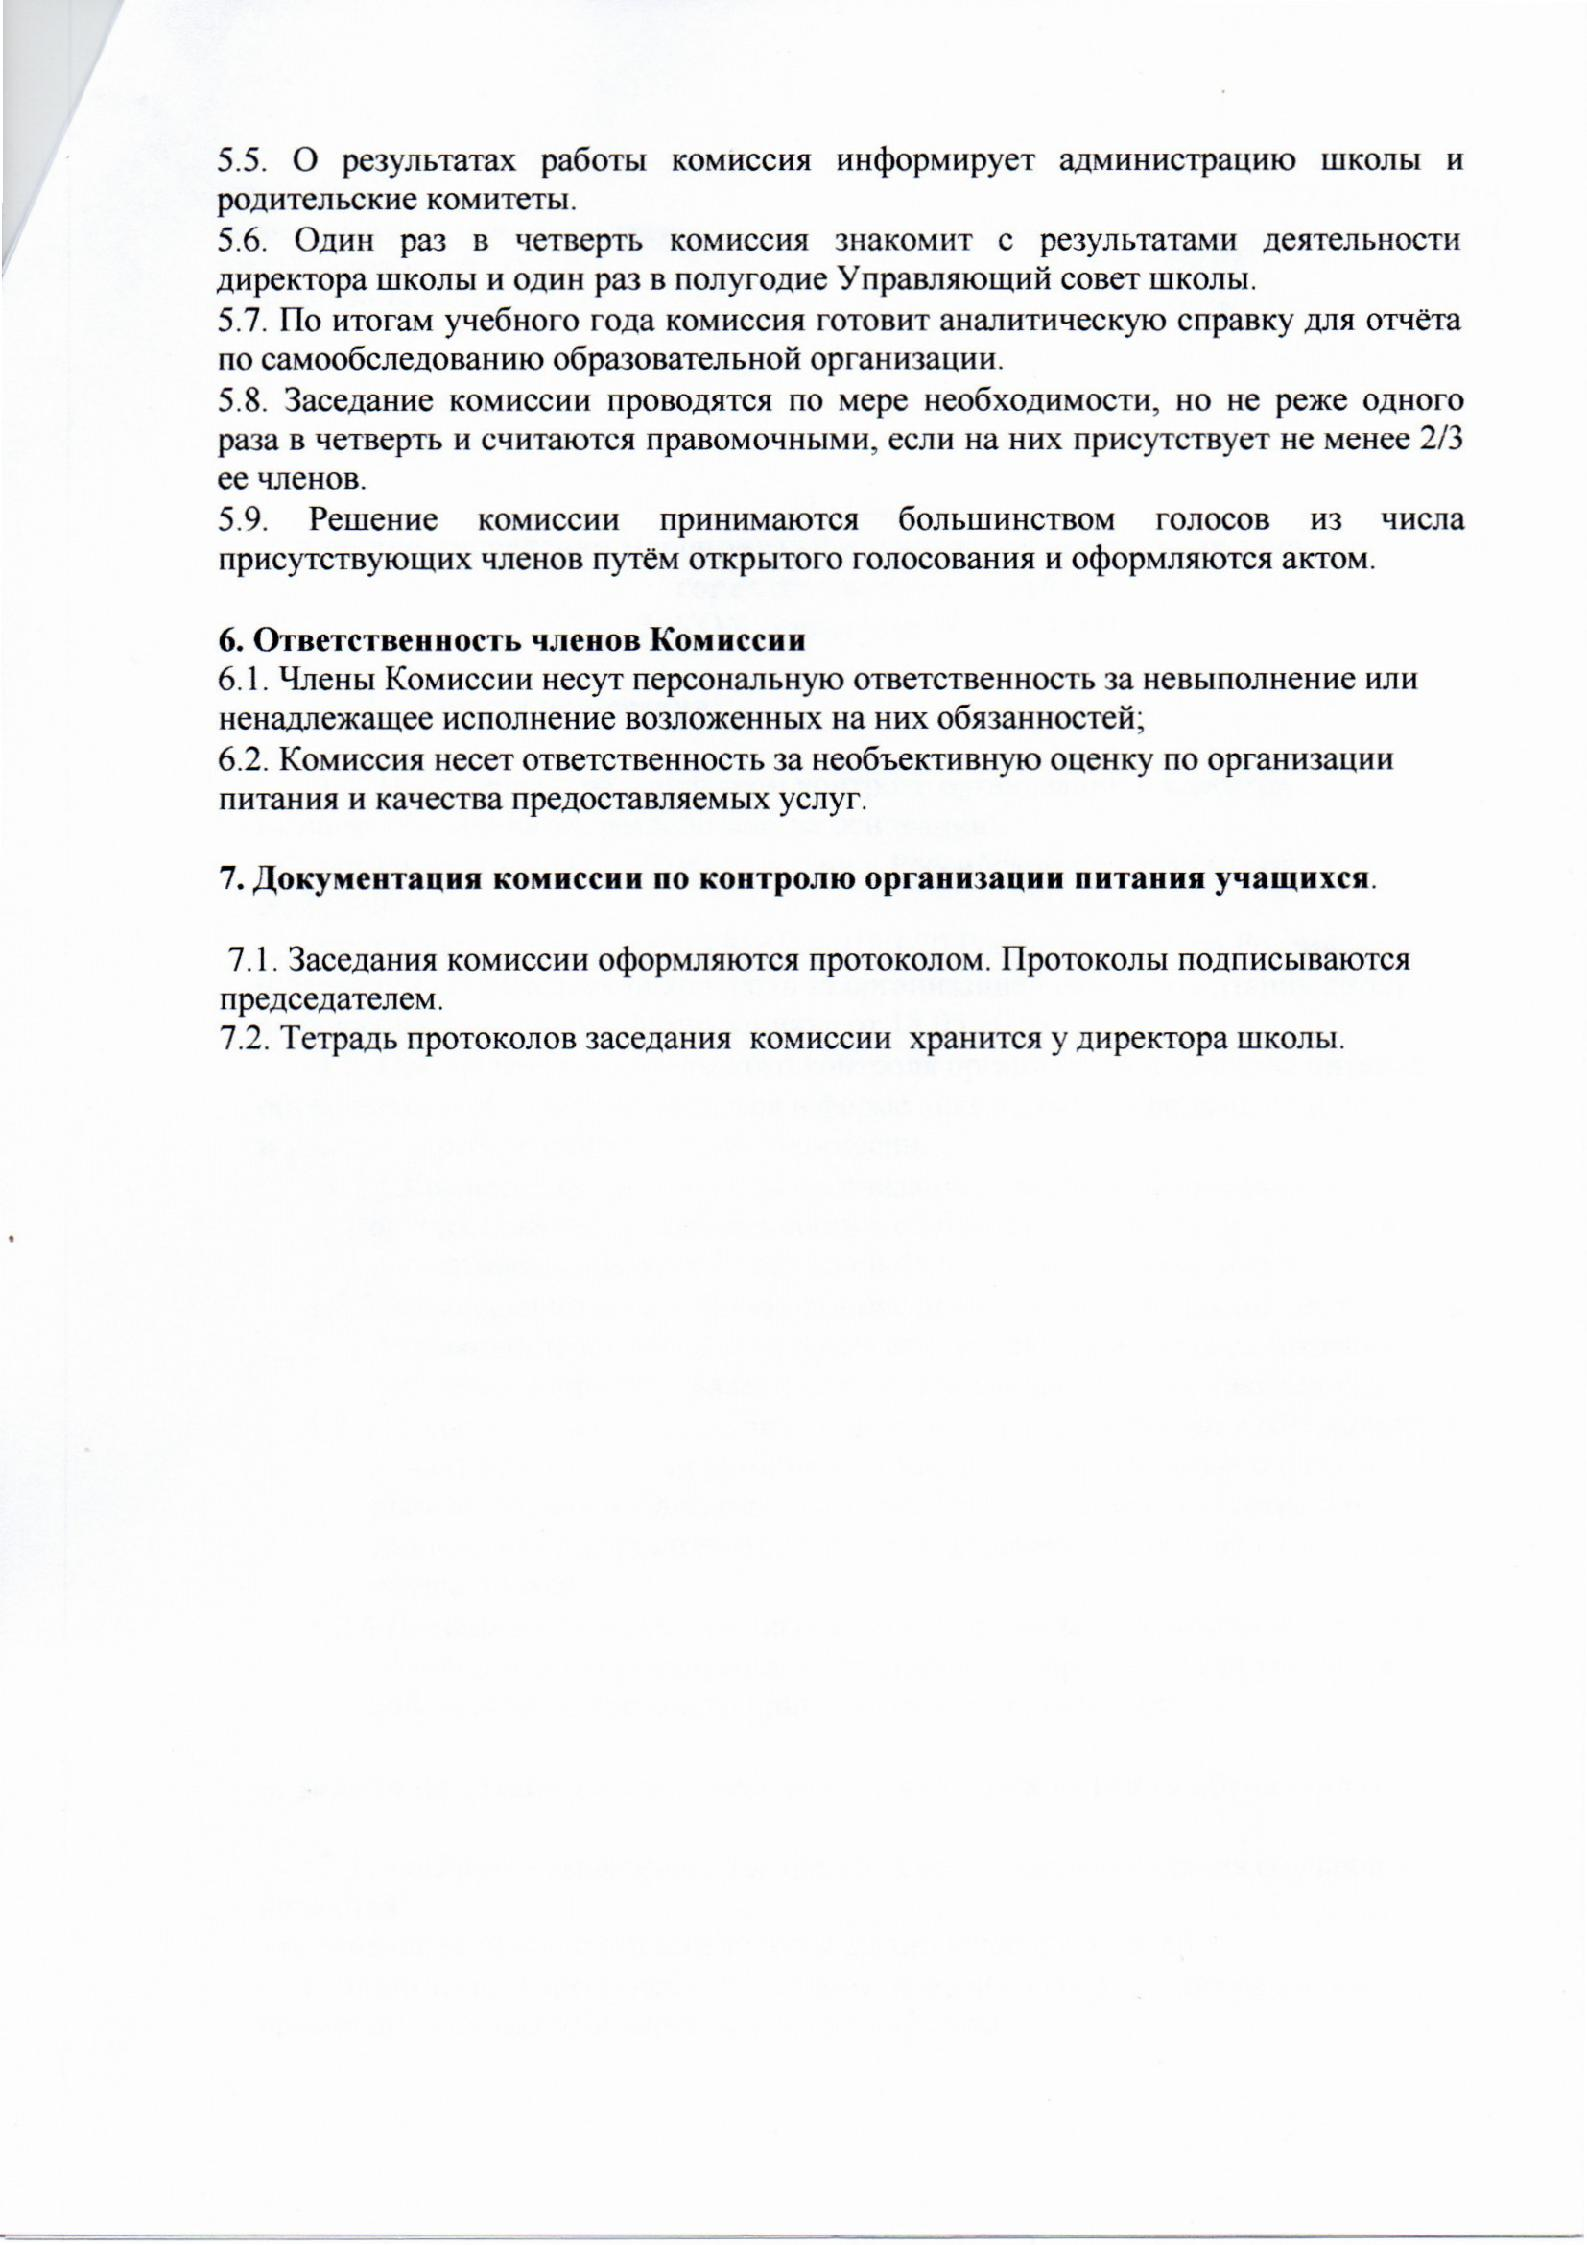 5.5. О результатах работы комиссия информирует администрацию школы и
родительские комитеты.
5.6. Один раз в четверть комиссия знакомит с результатами деятельности
директора школы и один раз в полугодие Управляющий совет школы.
5.7. По итогам учебного года комиссия готовит аналитическую справку для отчёта
по самообследованию образовательной организации.
5.8. Заседание комиссии проводятся по мере необходимости, но не реже одного
раза в четверть и считаются правомочными, если на них присутствует не менее 2/3
ее членов.
5.9. Решение комиссии принимаются большинством голосов из числа
присутствующих членов путём открытого голосования и оформляются актом.
6. Ответственность членов Комиссии
6.1. Члены Комиссии несут персональную ответственность за невыполнение или
ненадлежащее исполнение возложенных на них обязанностей;
6.2. Комиссия несет ответственность за необъективную оценку по организации
питания и качества предоставляемых услуг.
7. Документация комиссии по контролю организации питания учащихся.
7.1. Заседания комиссии оформляются протоколом. Протоколы подписываются
председателем.
7.2. Тетрадь протоколов заседания комиссии хранится у директора школы.